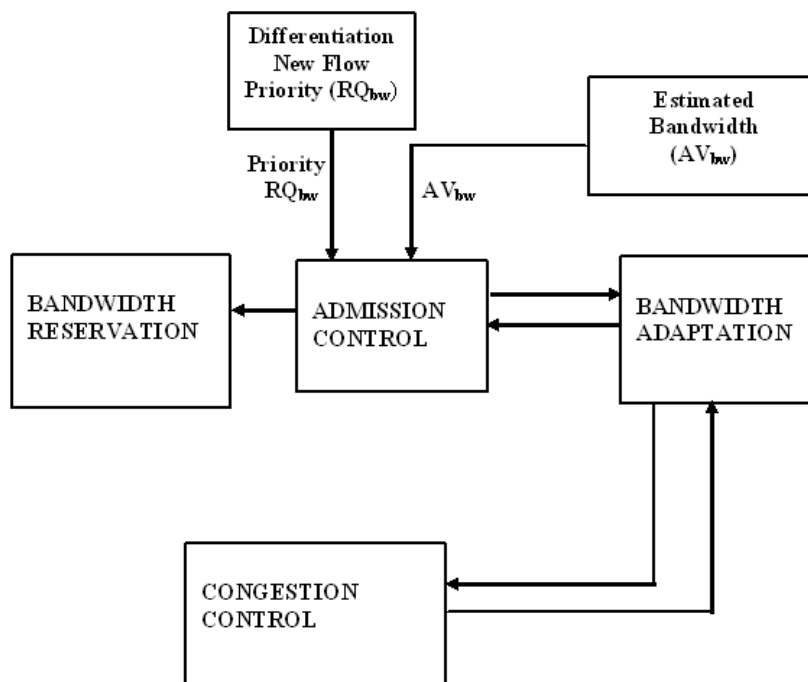 Differentiation
New Flow
Priority (RQbw)
Estimated
Bandwidth
(AVbw)
Priority
RQbw
AVbw
BANDWIDTH
RESERVATION
ADMISSION
CONTROL
BANDWIDTH
ADAPTATION
CONGESTION
CONTROL